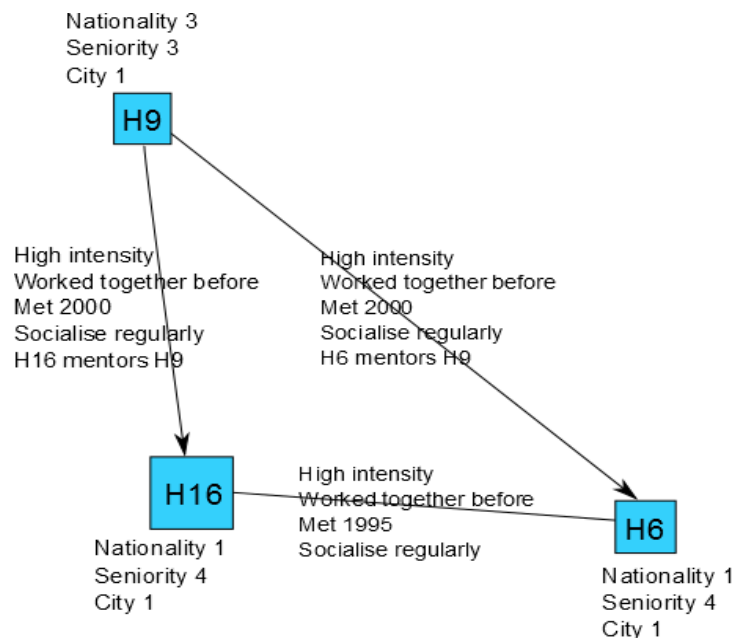 Nationality 3
Seniority 3
City 1
H9
High intensity
Worked together before
Met 2000
Socialise regularly
H16 mentors H9
High intensity
Worked together before
Met 2000
Socialise regularly
H6 mentors H9
H16
High intensity
Worked together before
Met 1995
Socialise regularly
H6
Nationality 1
Seniority 4
City 1
Nationality 1
Seniority 4
City 1